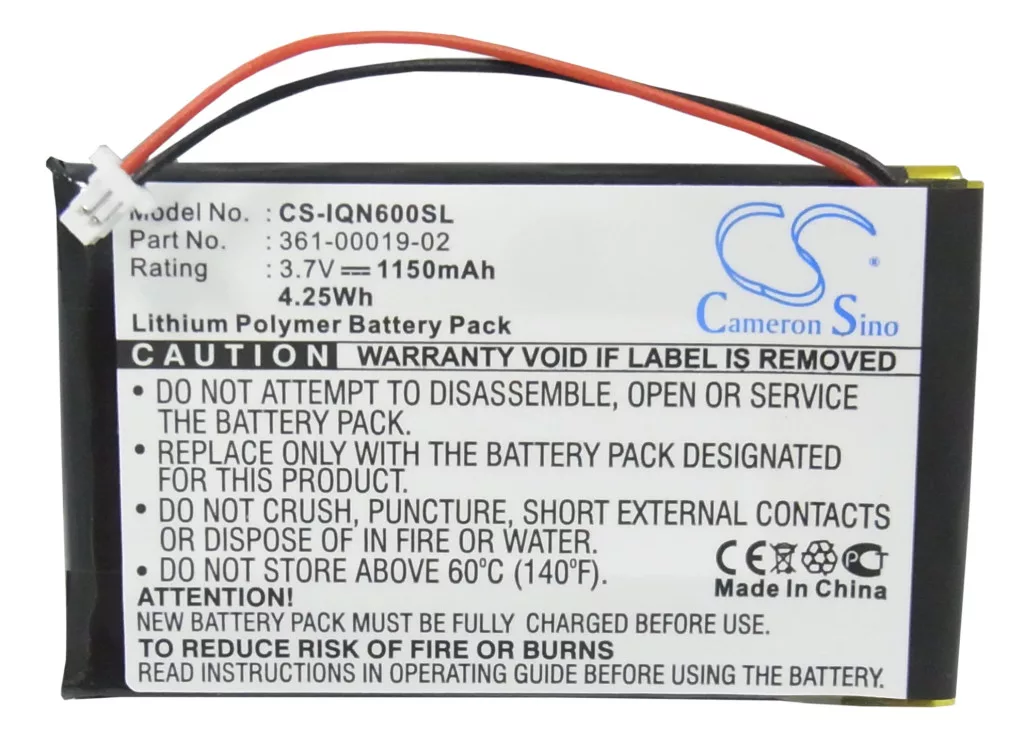 Model No. : CS-IQN600SL
Part No. : 361-00019-02
Rating : 3.7V 1150mAh
4.25Wh
Lithium Polymer Battery Pack
CS ®
Cameron Sino
CAUTION WARRANTY VOID IF LABEL IS REMOVED
• DO NOT ATTEMPT TO DISASSEMBLE, OPEN OR SERVICE
THE BATTERY PACK.
• REPLACE ONLY WITH THE BATTERY PACK DESIGNATED
FOR THIS PRODUCT.
• DO NOT CRUSH, PUNCTURE, SHORT EXTERNAL CONTACTS
OR DISPOSE OF IN FIRE OR WATER.
• DO NOT STORE ABOVE 60°C (140°F).
CE
Made In China
ATTENTION!
NEW BATTERY PACK MUST BE FULLY CHARGED BEFORE USE.
TO REDUCE RISK OF FIRE OR BURNS
READ INSTRUCTIONS IN OPERATING GUIDE BEFORE USING THE BATTERY.